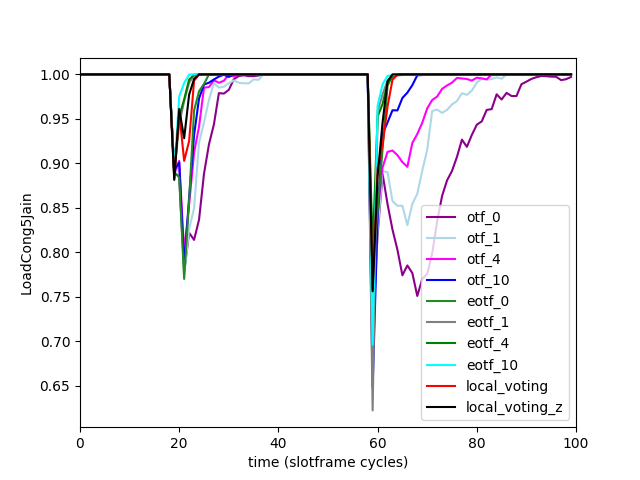 1.00
0.95
0.90
0.85
0.80
0.75
0.70
0.65
LoadCong5Jain
0
20
40
60
80
100
time (slotframe cycles)
otf_0
otf_1
otf_4
otf_10
eotf_0
eotf_1
eotf_4
eotf_10
local_voting
local_voting_z